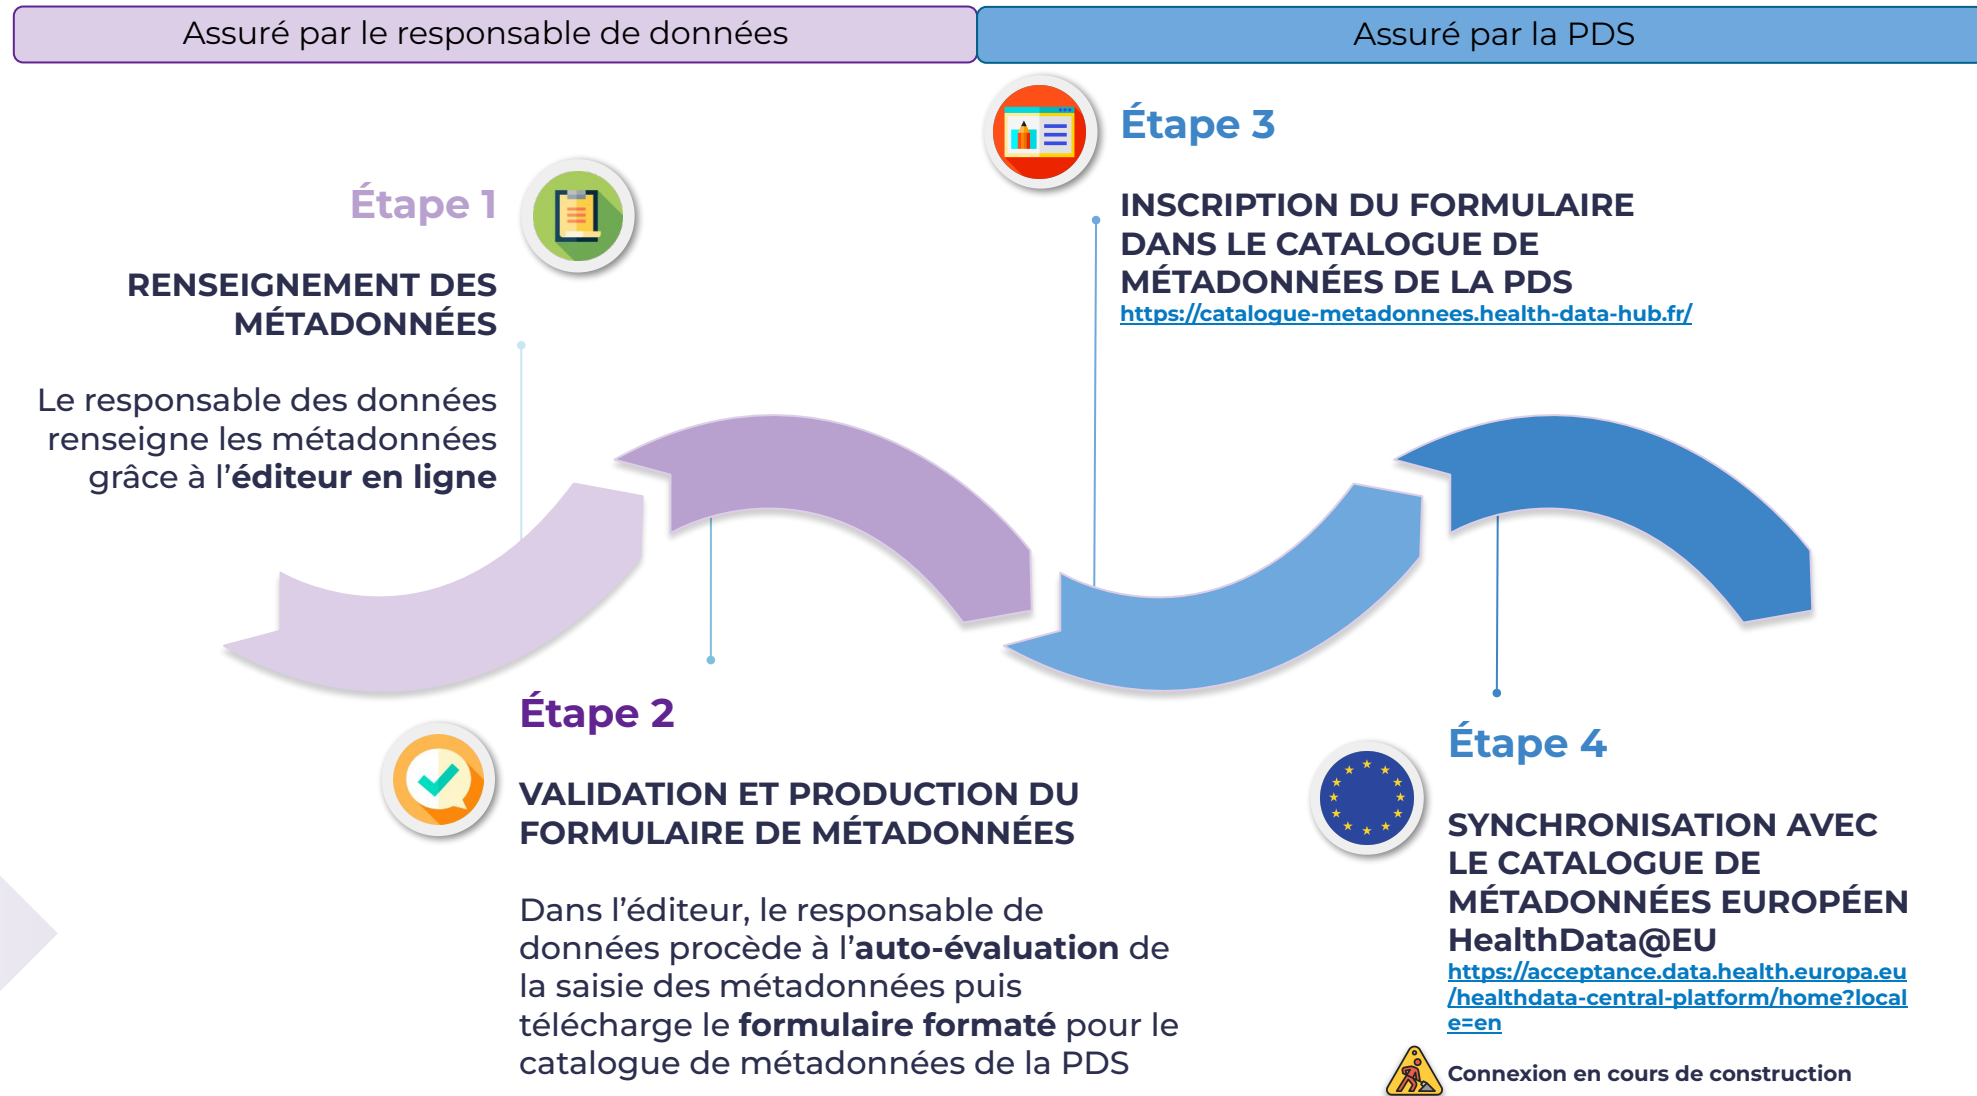 Assuré par le responsable de données
Assuré par la PDS
Étape 1
RENSEIGNEMENT DES
MÉTADONNÉES
Le responsable des données
renseigne les métadonnées
grâce à l’éditeur en ligne
Étape 2
VALIDATION ET PRODUCTION DU
FORMULAIRE DE MÉTADONNÉES
Dans l’éditeur, le responsable de
données procède à l’auto-évaluation de
la saisie des métadonnées puis
télécharge le formulaire formaté pour le
catalogue de métadonnées de la PDS
Étape 3
INSCRIPTION DU FORMULAIRE
DANS LE CATALOGUE DE
MÉTADONNÉES DE LA PDS
https://catalogue-metadonnees.health-data-hub.fr/
Étape 4
SYNCHRONISATION AVEC
LE CATALOGUE DE
MÉTADONNÉES EUROPÉEN
HealthData@EU
https://acceptance.data.health.europa.eu
/healthdata-central-platform/home?local
e=en
Connexion en cours de construction